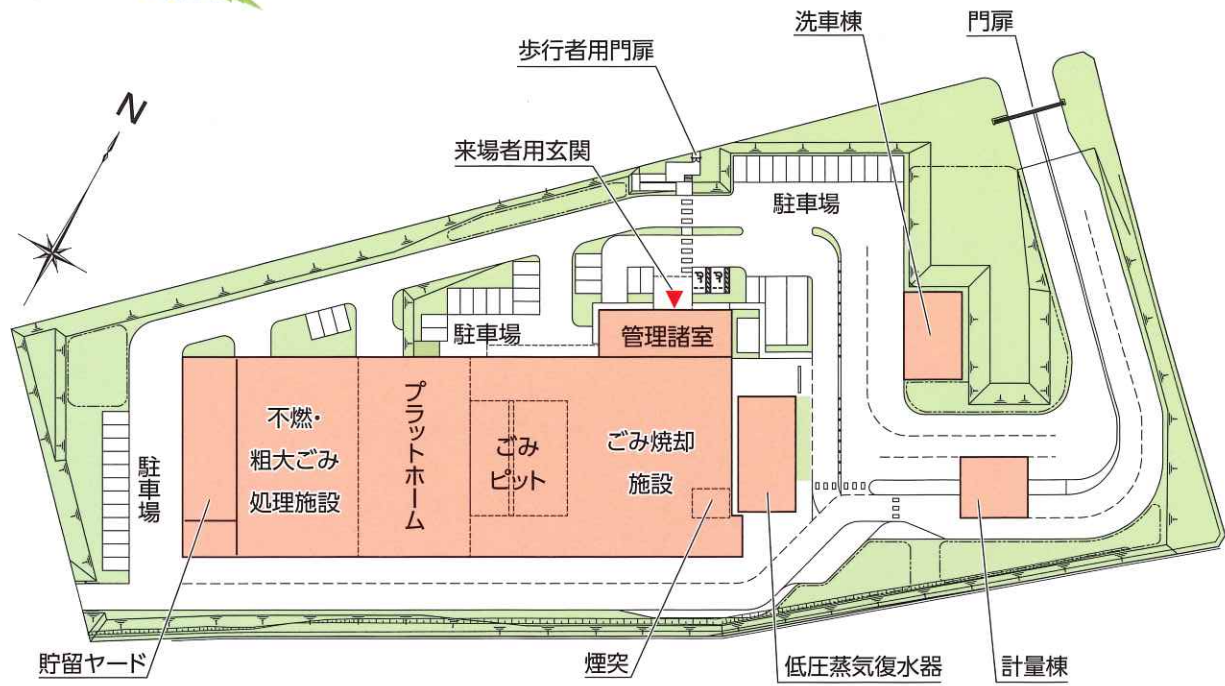 洗車棟
門扉
歩行者用門扉
N
来場者用玄関
駐車場
駐車場
管理諸室
不燃・
粗大ごみ
処理施設
プラットホーム
ごみ
ピット
ごみ焼却
施設
駐車場
貯留ヤード
煙突
低圧蒸気復水器
計量棟